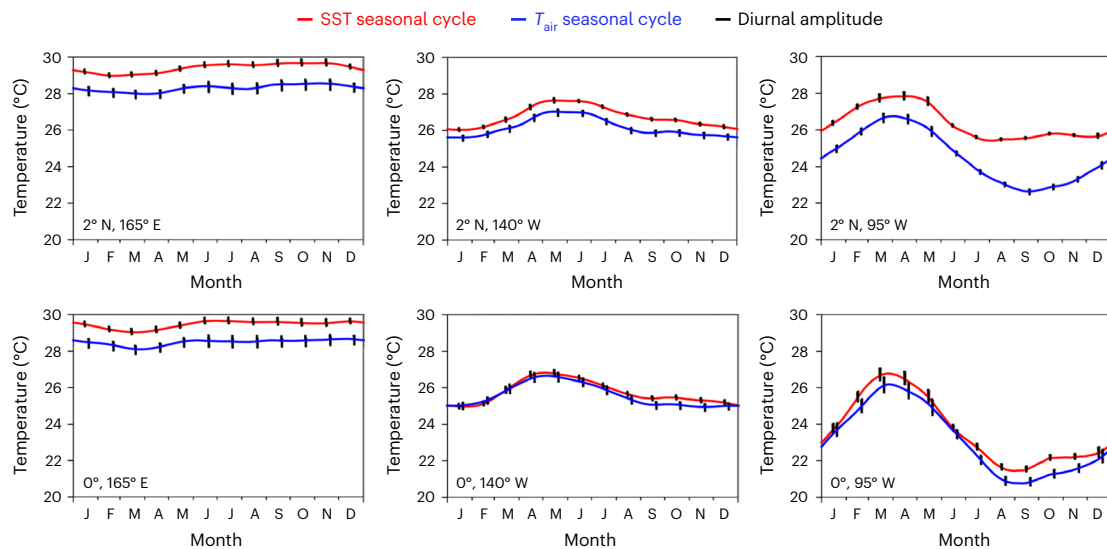 SST seasonal cycle T_air seasonal cycle Diurnal amplitude
30
28
26
24
22
20
Temperature (°C)
2° N, 165° E
J F M A M J J A S O N D
Month
30
28
26
24
22
20
Temperature (°C)
2° N, 140° W
J F M A M J J A S O N D
Month
30
28
26
24
22
20
Temperature (°C)
2° N, 95° W
J F M A M J J A S O N D
Month
30
28
26
24
22
20
Temperature (°C)
0°, 165° E
J F M A M J J A S O N D
Month
30
28
26
24
22
20
Temperature (°C)
0°, 140° W
J F M A M J J A S O N D
Month
30
28
26
24
22
20
Temperature (°C)
0°, 95° W
J F M A M J J A S O N D
Month